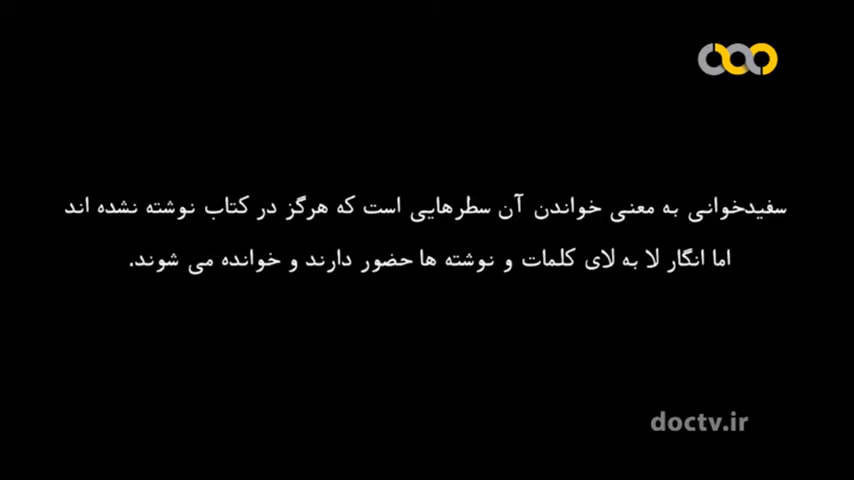 سفیدخوانی به معنی خواندن آن سطرهایی است که هرگز در کتاب نوشته نشده اند
اما انگار لا به لای کلمات و نوشته ها حضور دارند و خوانده می شوند.
doctv.ir